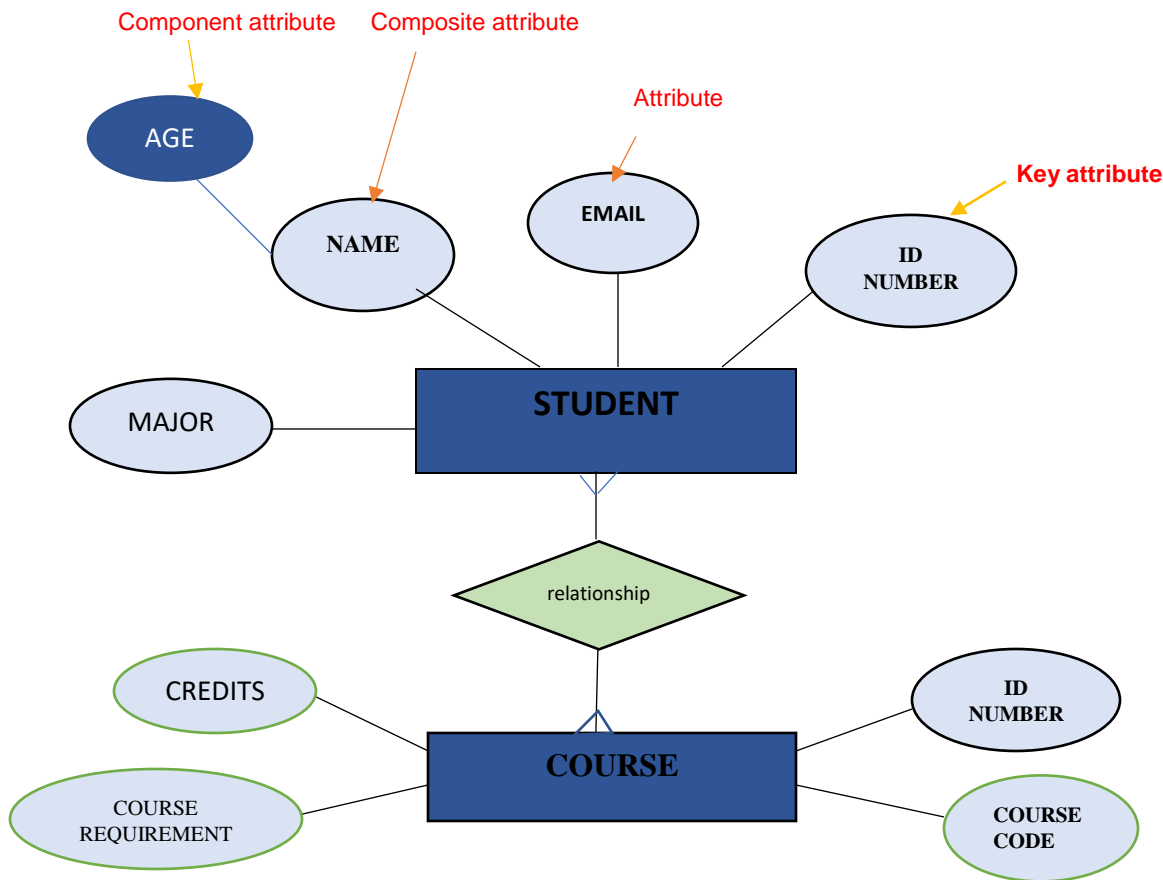 Component attribute
Composite attribute
Attribute
AGE
Key attribute
EMAIL
NAME
ID
NUMBER
STUDENT
MAJOR
relationship
CREDITS
ID
NUMBER
COURSE
COURSE
REQUIREMENT
COURSE
CODE